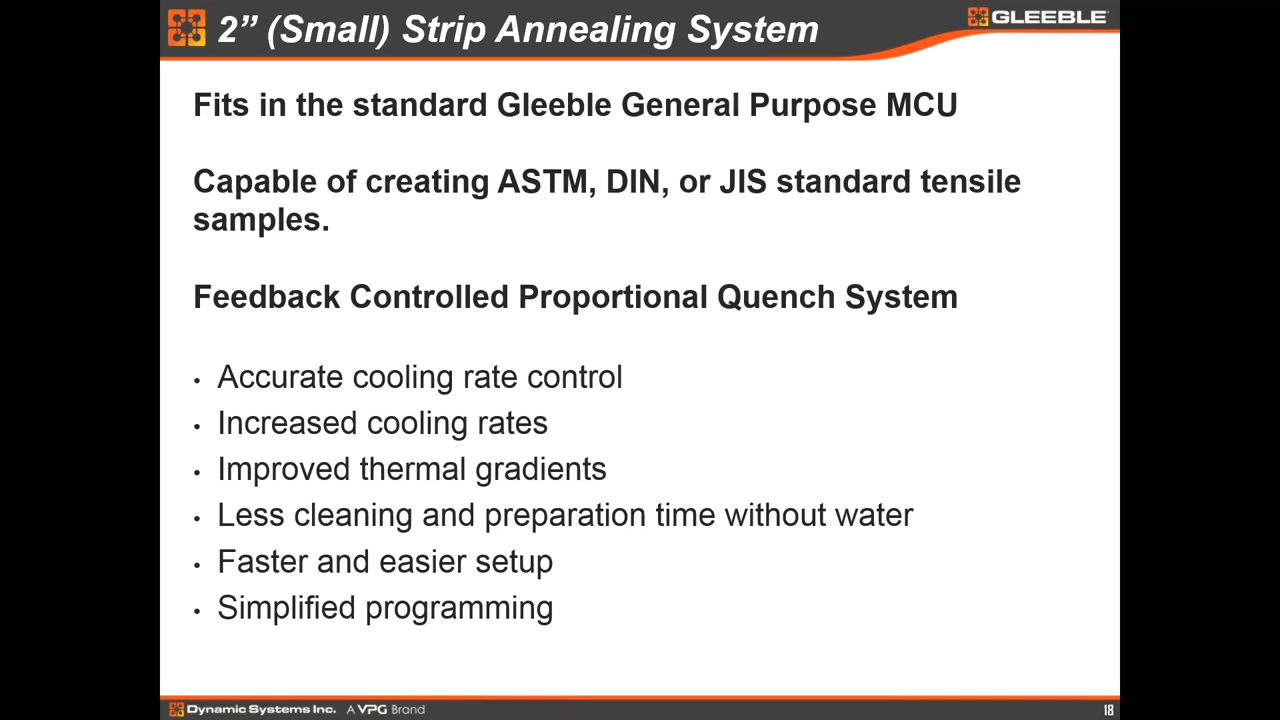 2” (Small) Strip Annealing System
GLEEBLE®
Fits in the standard Gleeble General Purpose MCU
Capable of creating ASTM, DIN, or JIS standard tensile
samples.
Feedback Controlled Proportional Quench System
• Accurate cooling rate control
• Increased cooling rates
• Improved thermal gradients
• Less cleaning and preparation time without water
• Faster and easier setup
• Simplified programming
Dynamic Systems Inc. A VPG Brand
18